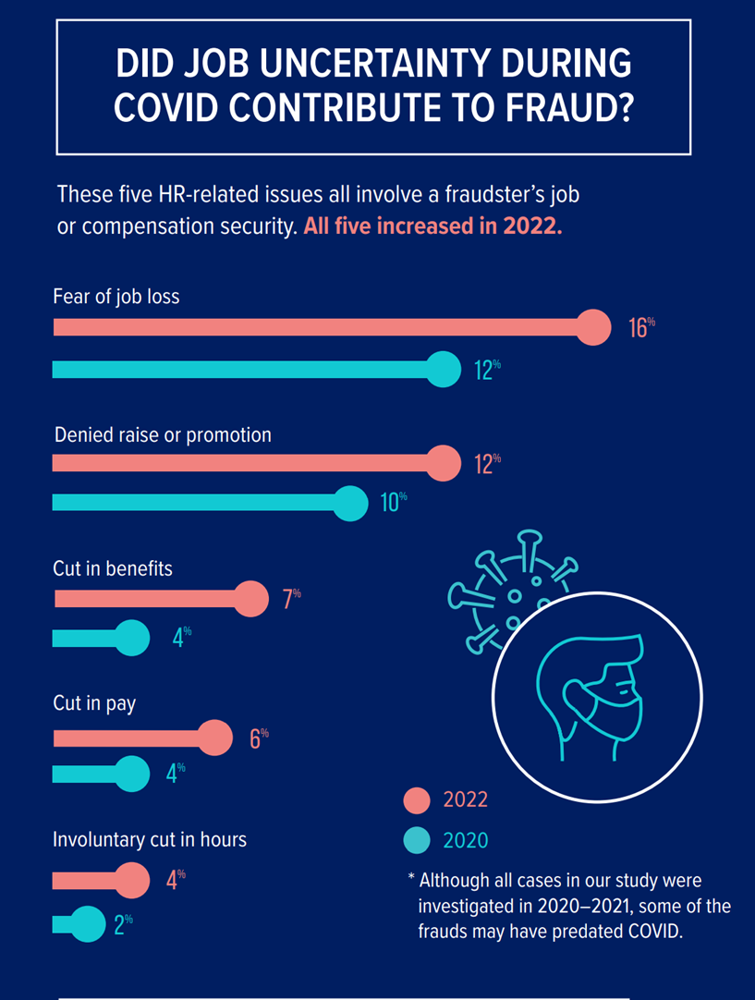 DID JOB UNCERTAINTY DURING
COVID CONTRIBUTE TO FRAUD?
These five HR-related issues all involve a fraudster’s job
or compensation security. All five increased in 2022.
Fear of job loss
16%
12%
Denied raise or promotion
12%
10%
Cut in benefits
7%
4%
Cut in pay
6%
4%
Involuntary cut in hours
4%
2%
2022
2020
* Although all cases in our study were
investigated in 2020–2021, some of the
frauds may have predated COVID.